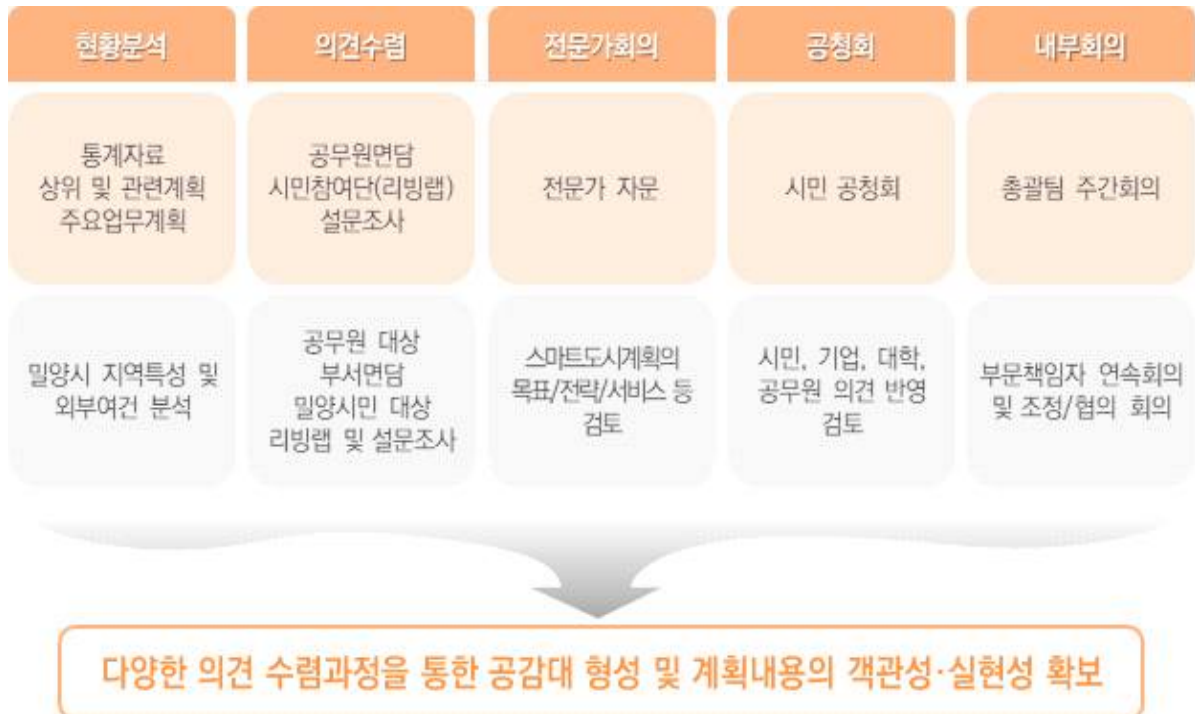 현황분석
의견수렴
전문가회의
공청회
내부회의
통계자료
상위 및 관련계획
주요업무계획
공무원면담
시민참여단(리빙랩)
설문조사
전문가 자문
시민 공청회
총괄팀 주간회의
밀양시 지역특성 및
외부여건 분석
공무원 대상
부서면담
밀양시민 대상
리빙랩 및 설문조사
스마트도시계획의
목표/전략/서비스 등
검토
시민, 기업, 대학,
공무원 의견 반영
검토
부문책임자 연속회의
및 조정/협의 회의
다양한 의견 수렴과정을 통한 공감대 형성 및 계획내용의 객관성·실현성 확보